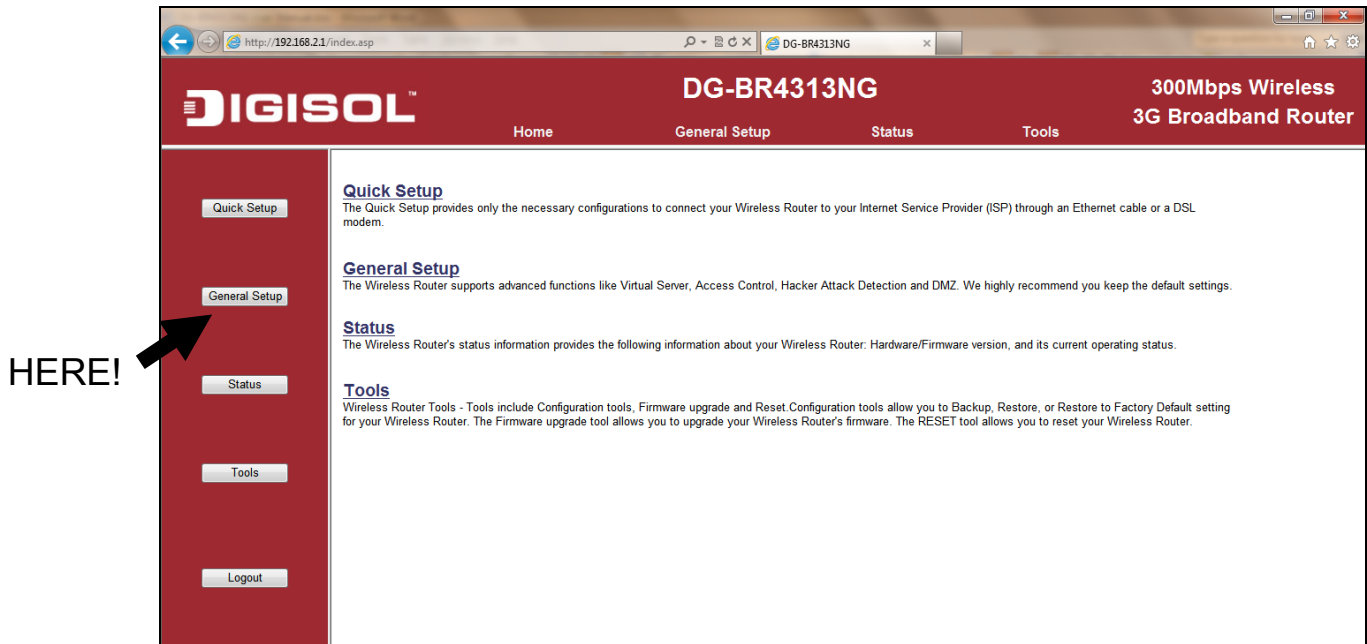 http://192.168.2.1/index.asp
DG-BR4313NG
DIGISOL™
DG-BR4313NG
300Mbps Wireless
3G Broadband Router
Home General Setup Status Tools
Quick Setup
General Setup
Status
Tools
Logout
HERE!
Quick Setup
The Quick Setup provides only the necessary configurations to connect your Wireless Router to your Internet Service Provider (ISP) through an Ethernet cable or a DSL
modem.
General Setup
The Wireless Router supports advanced functions like Virtual Server, Access Control, Hacker Attack Detection and DMZ. We highly recommend you keep the default settings.
Status
The Wireless Router's status information provides the following information about your Wireless Router: Hardware/Firmware version, and its current operating status.
Tools
Wireless Router Tools - Tools include Configuration tools, Firmware upgrade and Reset.Configuration tools allow you to Backup, Restore, or Restore to Factory Default setting
for your Wireless Router. The Firmware upgrade tool allows you to upgrade your Wireless Router's firmware. The RESET tool allows you to reset your Wireless Router.